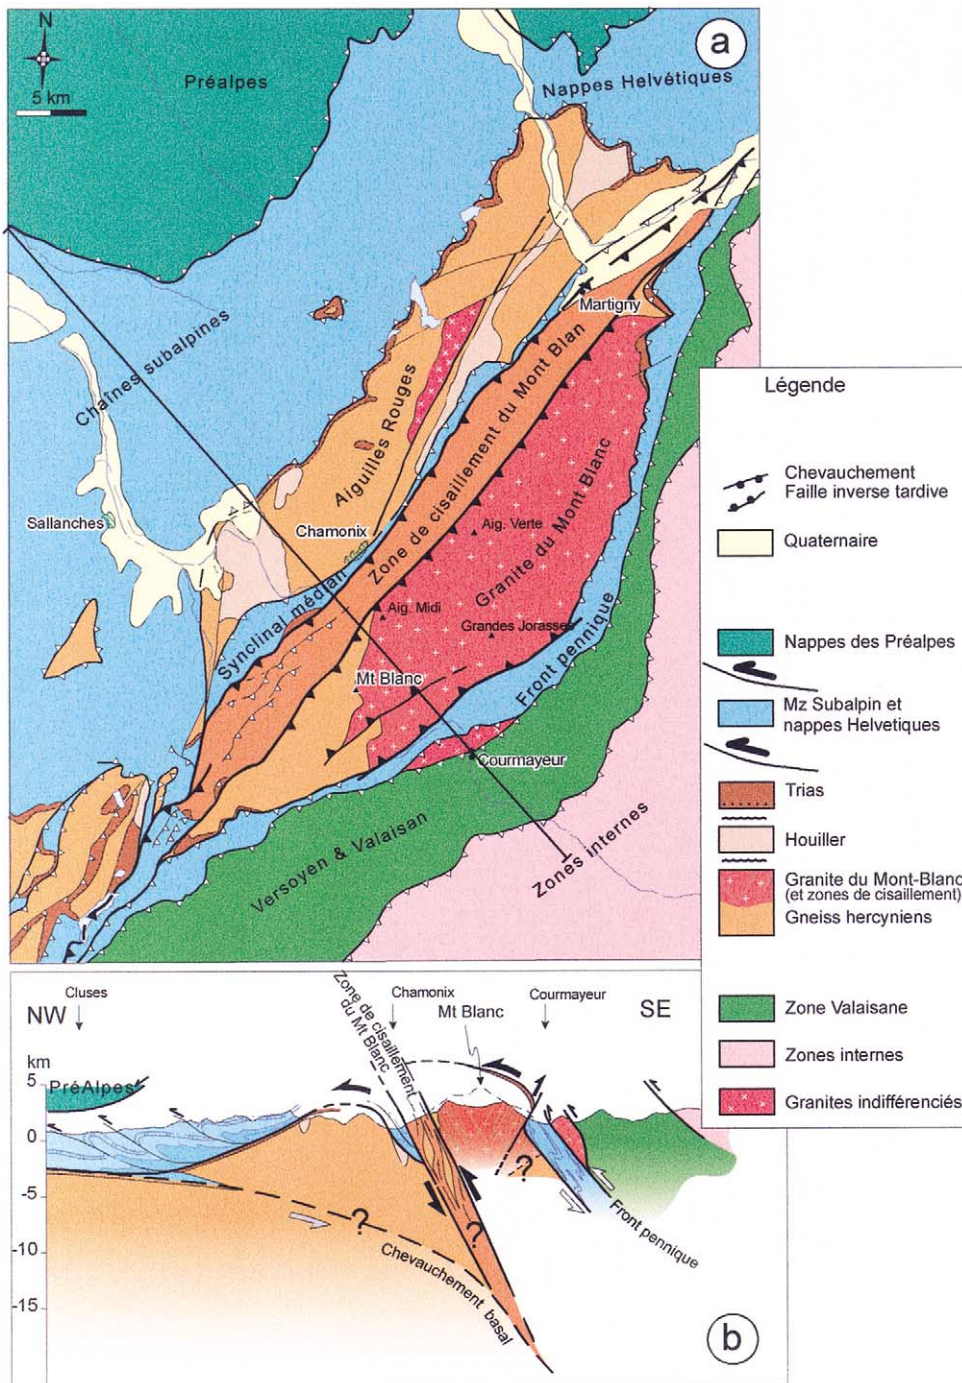 a
N
5 km
Préalpes
Nappes Helvétiques
Chaînes subalpines
Martigny
Aiguilles Rouges
Zone de cisaillement du Mont Blan
Granite du Mont Blanc
Sallanches
Chamonix
Aig. Verte
Synclinal médian
Aig. Midi
Grandes Jorasses
Mt Blanc
Front pennique
Courmayeur
Versoyen & Valaisan
Zones internes
Légende
Chevauchement
Faille inverse tardive
Quaternaire
Nappes des Préalpes
Mz Subalpin et
nappes Helvetiques
Trias
Houiller
Granite du Mont-Blanc
(et zones de cisaillement)
Gneiss hercyniens
Zone Valaisane
Zones internes
Granites indifférenciés
NW
Cluses
Zone de cisaillement
du Mt Blanc
Chamonix
Mt Blanc
Courmayeur
SE
km
5
0
-5
-10
-15
PréAlpes
?
?
?
Chevauchement basal
Front pennique
b